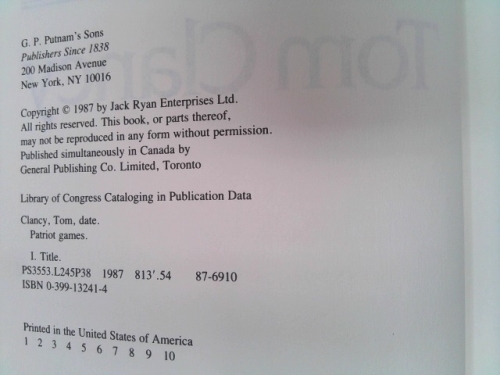 G. P. Putnam's Sons
Publishers Since 1838
200 Madison Avenue
New York, NY 10016
Copyright © 1987 by Jack Ryan Enterprises Ltd.
All rights reserved. This book, or parts thereof,
may not be reproduced in any form without permission.
Published simultaneously in Canada by
General Publishing Co. Limited, Toronto
Library of Congress Cataloging in Publication Data
Clancy, Tom, date.
Patriot games.
I. Title.
PS3553.L245P38 1987 813'.54 87-6910
ISBN 0-399-13241-4
Printed in the United States of America
1 2 3 4 5 6 7 8 9 10
Tom Clancy